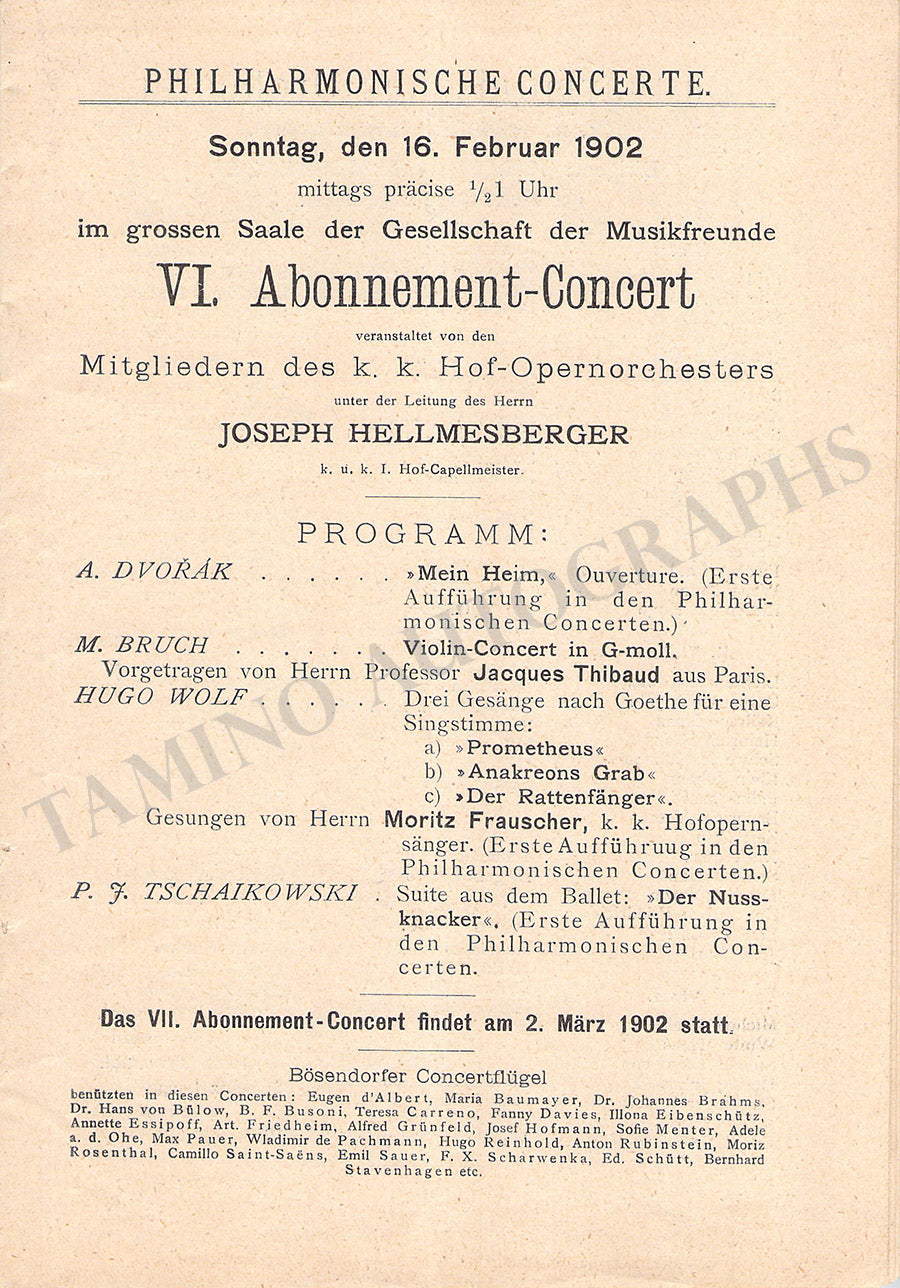 PHILHARMONISCHE CONCERTE.
Sonntag, den 16. Februar 1902
mittags präcise ½1 Uhr
im grossen Saale der Gesellschaft der Musikfreunde
VI. Abonnement-Concert
veranstaltet von den
Mitgliedern des k. k. Hof-Opernorchesters
unter der Leitung des Herrn
JOSEPH HELLMESBERGER
k. u. k. I. Hof-Capellmeister.
PROGRAMM:
A. DVOŘÁK . . . . . . »Mein Heim,« Ouverture. (Erste
Aufführung in den Philhar-
monischen Concerten.)
M. BRUCH . . . . . . . Violin-Concert in G-moll.
Vorgetragen von Herrn Professor Jacques Thibaud aus Paris.
HUGO WOLF . . . . . . Drei Gesänge nach Goethe für eine
Singstimme:
a) »Prometheus«
b) »Anakreons Grab«
c) »Der Rattenfänger«.
Gesungen von Herrn Moritz Frauscher, k. k. Hofopern-
sänger. (Erste Aufführuug in den
Philharmonischen Concerten.)
P. J. TSCHAIKOWSKI . Suite aus dem Ballet: »Der Nuss-
knacker«. (Erste Aufführung in
den Philharmonischen Con-
certen.
Das VII. Abonnement-Concert findet am 2. März 1902 statt.
Bösendorfer Concertflügel
benützten in diesen Concerten: Eugen d'Albert, Maria Baumayer, Dr. Johannes Brahms,
Dr. Hans von Bülow, B. F. Busoni, Teresa Carreno, Fanny Davies, Illona Eibenschütz,
Annette Essipoff, Art. Friedheim, Alfred Grünfeld, Josef Hofmann, Sofie Menter, Adele
a. d. Ohe, Max Pauer, Wladimir de Pachmann, Hugo Reinhold, Anton Rubinstein, Moriz
Rosenthal, Camillo Saint-Saëns, Emil Sauer, F. X. Scharwenka, Ed. Schütt, Bernhard
Stavenhagen etc.
TAMINO AUTOGRAPHS